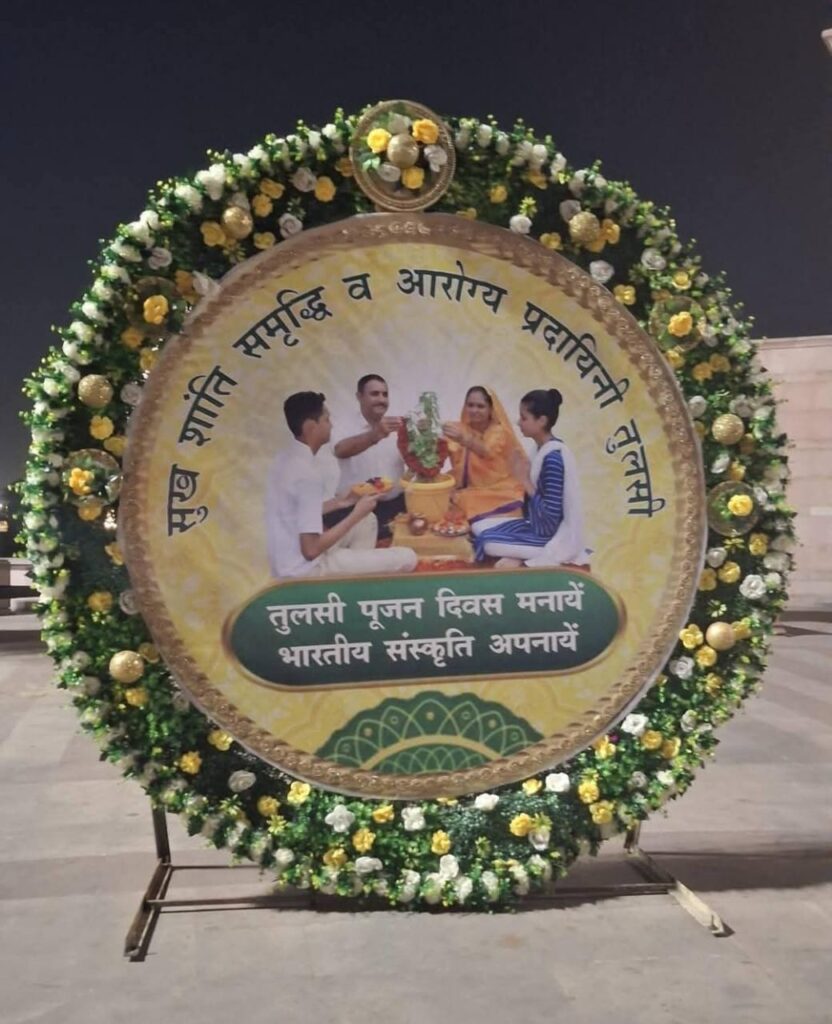 सुख शांति समृद्धि व आरोग्य प्रदायिनी तुलसी
तुलसी पूजन दिवस मनायें
भारतीय संस्कृति अपनायें